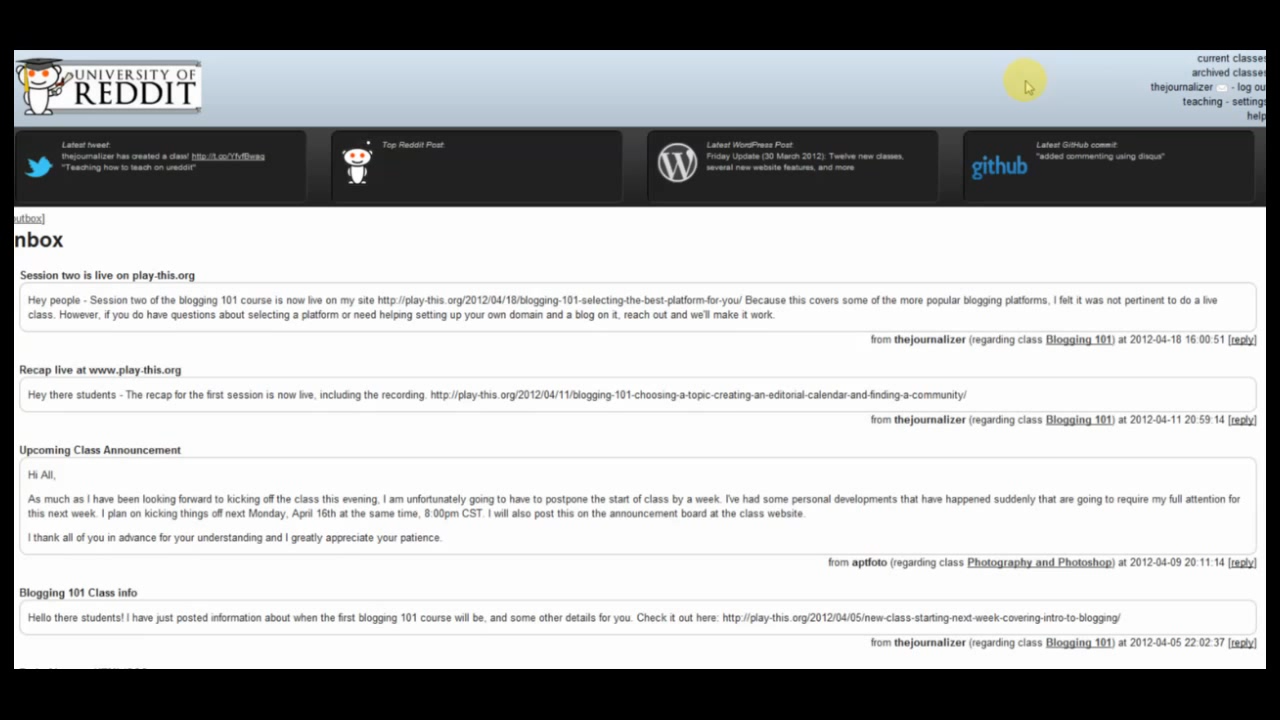 UNIVERSITY OF
REDDIT
current classes
archived classes
thejournalizer - log ou
teaching - settings
help
Latest tweet:
thejournalizer has created a class! http://t.co/YfvfBwag
"Teaching how to teach on ureddit"
Top Reddit Post:
Latest WordPress Post:
Friday Update (30 March 2012): Twelve new classes,
several new website features, and more
github
Latest GitHub commit:
"added commenting using disqus"
outbox]
nbox
Session two is live on play-this.org
Hey people - Session two of the blogging 101 course is now live on my site http://play-this.org/2012/04/18/blogging-101-selecting-the-best-platform-for-you/ Because this covers some of the more popular blogging platforms, I felt it was not pertinent to do a live
class. However, if you do have questions about selecting a platform or need helping setting up your own domain and a blog on it, reach out and we'll make it work.
from thejournalizer (regarding class Blogging 101) at 2012-04-18 16:00:51 [reply]
Recap live at www.play-this.org
Hey there students - The recap for the first session is now live, including the recording. http://play-this.org/2012/04/11/blogging-101-choosing-a-topic-creating-an-editorial-calendar-and-finding-a-community/
from thejournalizer (regarding class Blogging 101) at 2012-04-11 20:59:14 [reply]
Upcoming Class Announcement
Hi All,
As much as I have been looking forward to kicking off the class this evening, I am unfortunately going to have to postpone the start of class by a week. I've had some personal developments that have happened suddenly that are going to require my full attention for
this next week. I plan on kicking things off next Monday, April 16th at the same time, 8:00pm CST. I will also post this on the announcement board at the class website.
I thank all of you in advance for your understanding and I greatly appreciate your patience.
from aptfoto (regarding class Photography and Photoshop) at 2012-04-09 20:11:14 [reply]
Blogging 101 Class info
Hello there students! I have just posted information about when the first blogging 101 course will be, and some other details for you. Check it out here: http://play-this.org/2012/04/05/new-class-starting-next-week-covering-intro-to-blogging/
from thejournalizer (regarding class Blogging 101) at 2012-04-05 22:02:37 [reply]